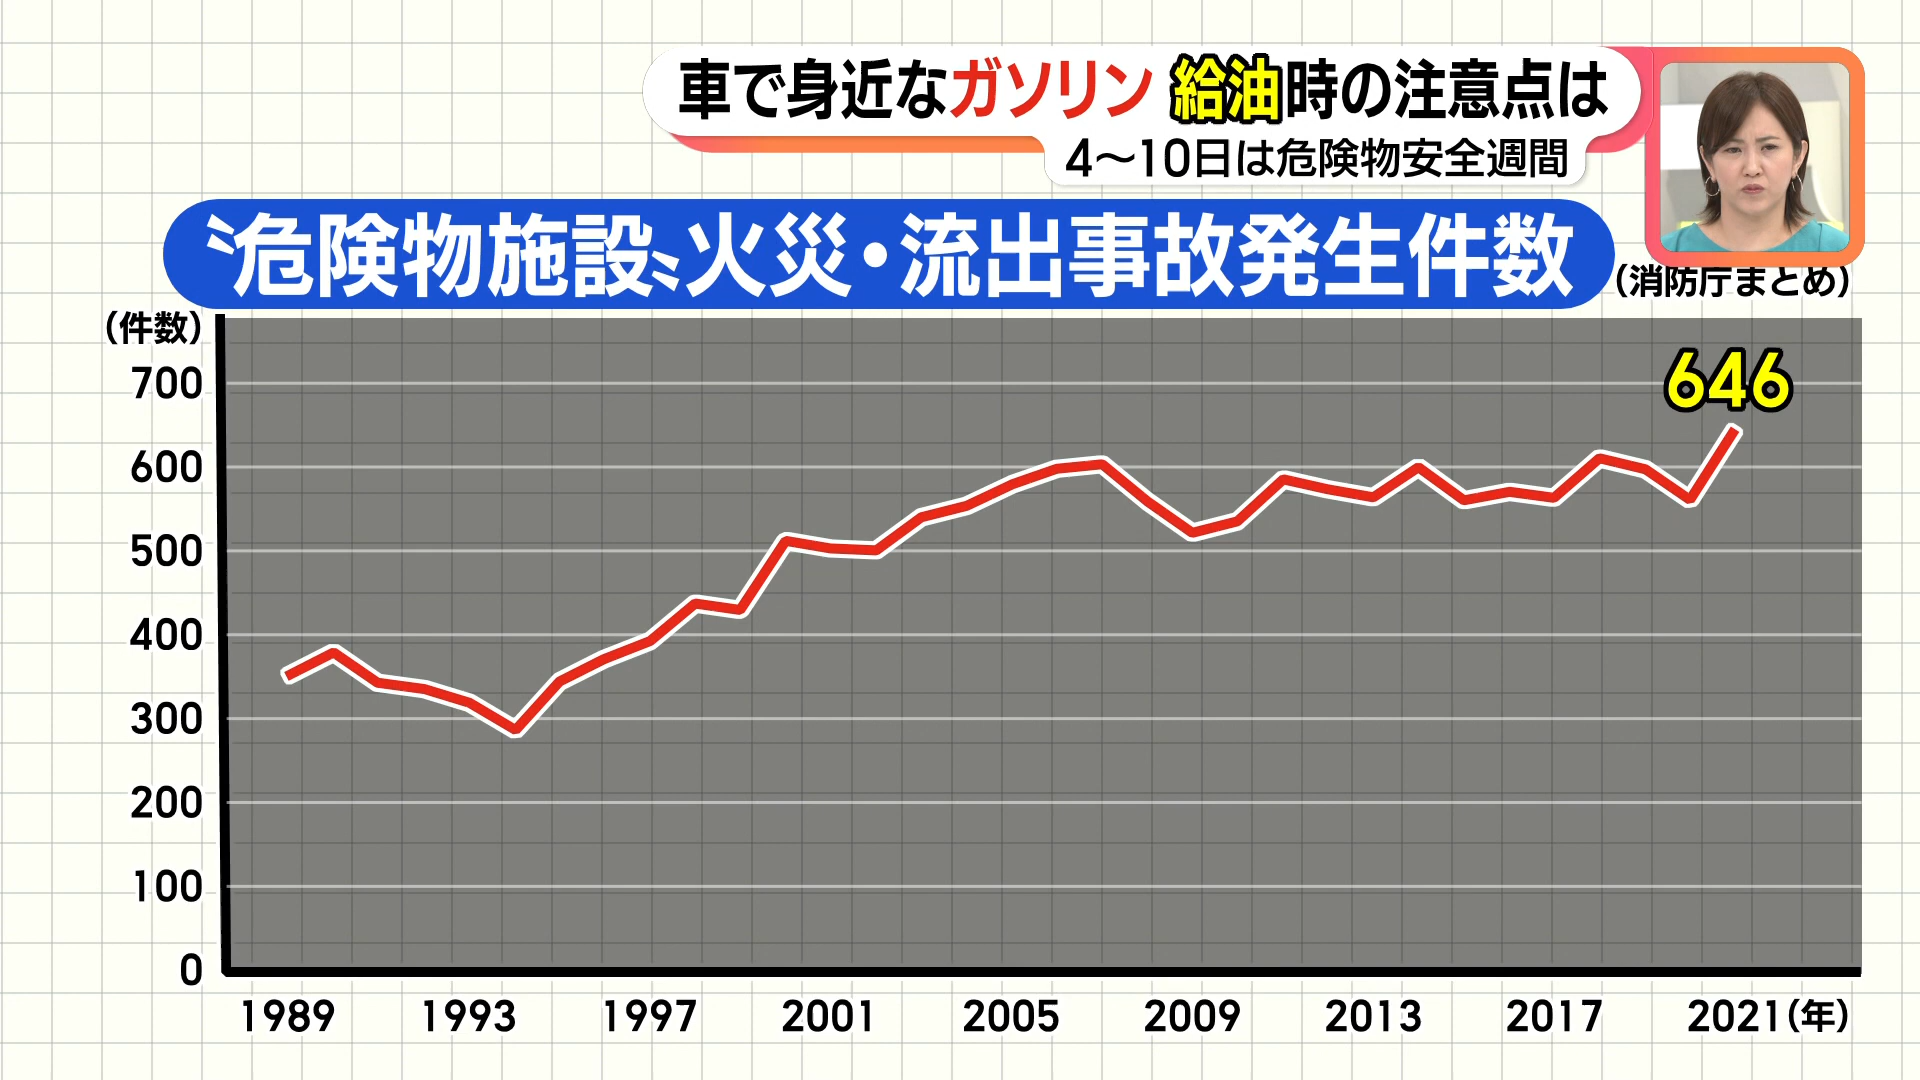 車で身近なガソリン 給油時の注意点は
4～10日は危険物安全週間
〝危険物施設〟火災・流出事故発生件数
(消防庁まとめ)
(件数)
700
646
600
500
400
300
200
100
0
1989 1993 1997 2001 2005 2009 2013 2017 2021(年)